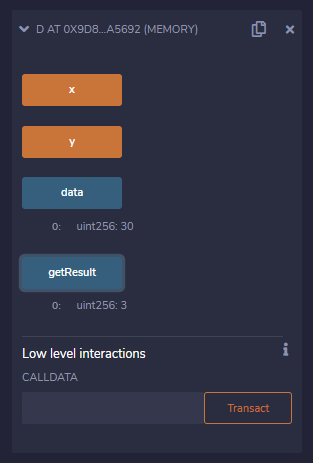 D AT 0X9D8...A5692 (MEMORY)
x
y
data
0: uint256: 30
getResult
0: uint256: 3
Low level interactions
CALLDATA
Transact